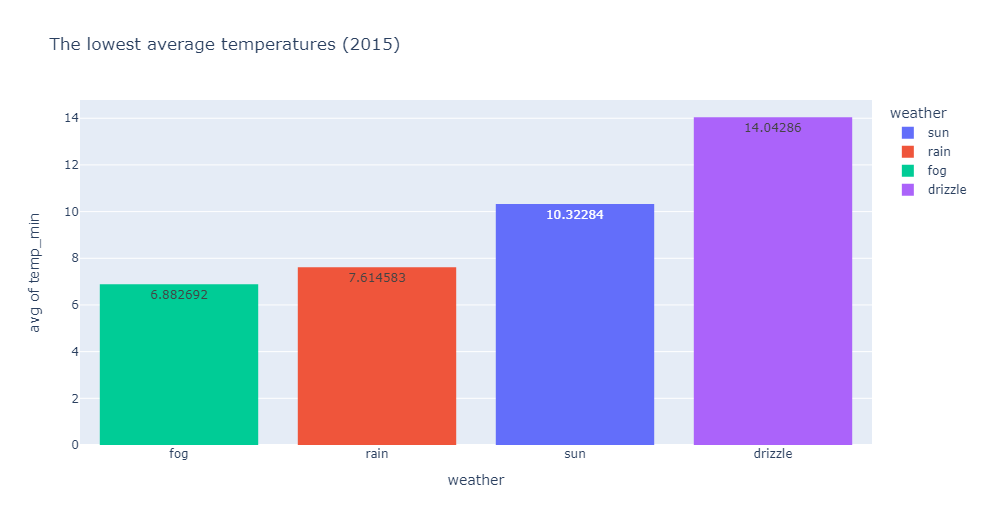 The lowest average temperatures (2015)
weather
sun
rain
fog
drizzle
avg of temp_min
14
12
10
8
6
4
2
0
6.882692
7.614583
10.32284
14.04286
fog
rain
sun
drizzle
weather